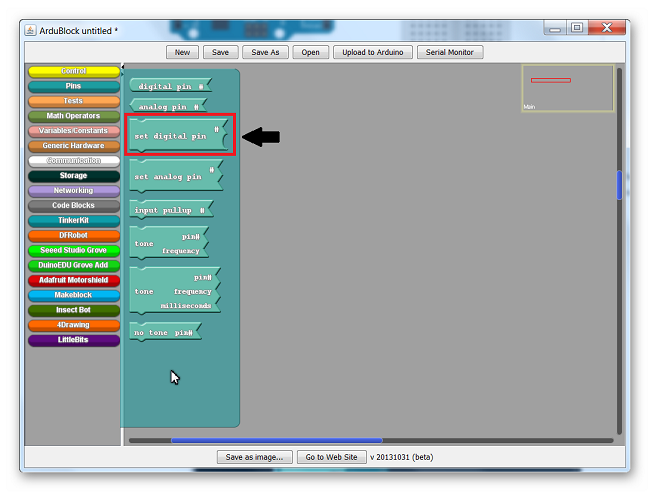 ArduBlock untitled *
New
Save
Save As
Open
Upload to Arduino
Serial Monitor
Control
Pins
Tests
Math Operators
Variables/Constants
Generic Hardware
Communication
Storage
Networking
Code Blocks
TinkerKit
DFRobot
Seeed Studio Grove
DuinoEDU Grove Add
Adafruit Motorshield
Makeblock
Insect Bot
4Drawing
LittleBits
digital pin #
analog pin #
#
set digital pin
#
set analog pin
input pullup #
pin#
tone
frequency
pin#
tone frequency
milliseconds
no tone pin#
Main
Save as image...
Go to Web Site
v 20131031 (beta)